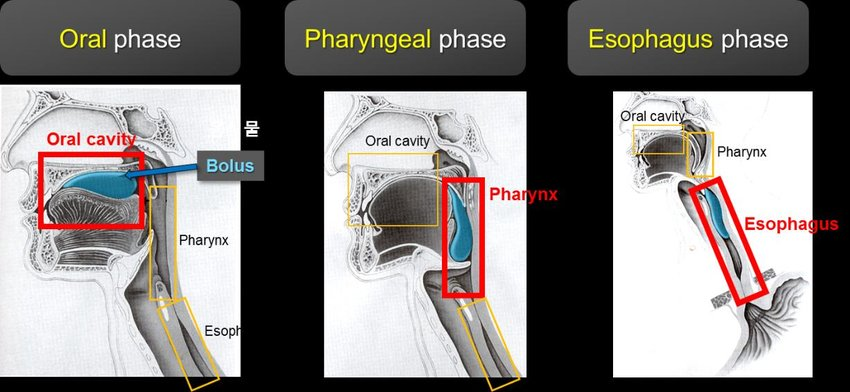 Oral phase
Pharyngeal phase
Esophagus phase
Oral cavity
물
Bolus
Pharynx
Esoph
Oral cavity
Pharynx
Oral cavity
Pharynx
Esophagus